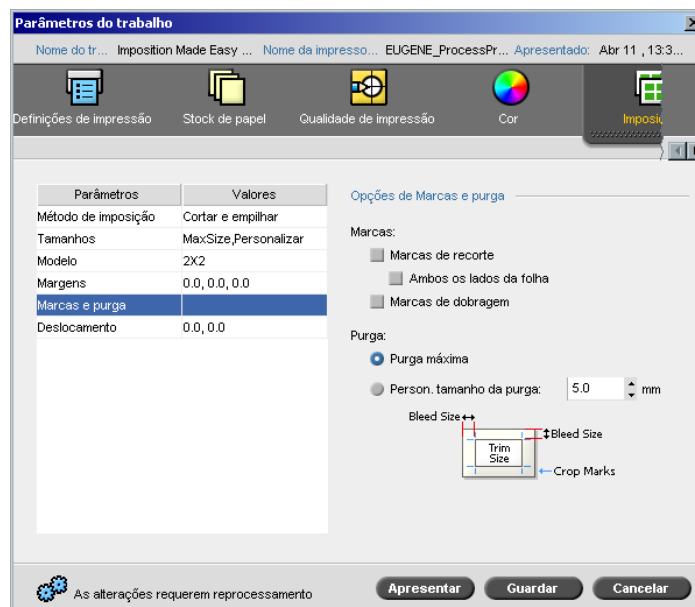 Parâmetros do trabalho
Nome do tr... Imposition Made Easy ... Nome da impresso... EUGENE_ProcessPr... Apresentado: Abr 11 , 13:3...
Definições de impressão Stock de papel Qualidade de impressão Cor Imposi
Parâmetros Valores
Método de imposição Cortar e empilhar
Tamanhos MaxSize,Personalizar
Modelo 2X2
Margens 0.0, 0.0, 0.0
Marcas e purga
Deslocamento 0.0, 0.0
Opções de Marcas e purga
Marcas:
Marcas de recorte
Ambos os lados da folha
Marcas de dobragem
Purga:
Purga máxima
Person. tamanho da purga: 5.0 mm
Bleed Size
Bleed Size
Trim
Size
Crop Marks
As alterações requerem reprocessamento
Apresentar Guardar Cancelar